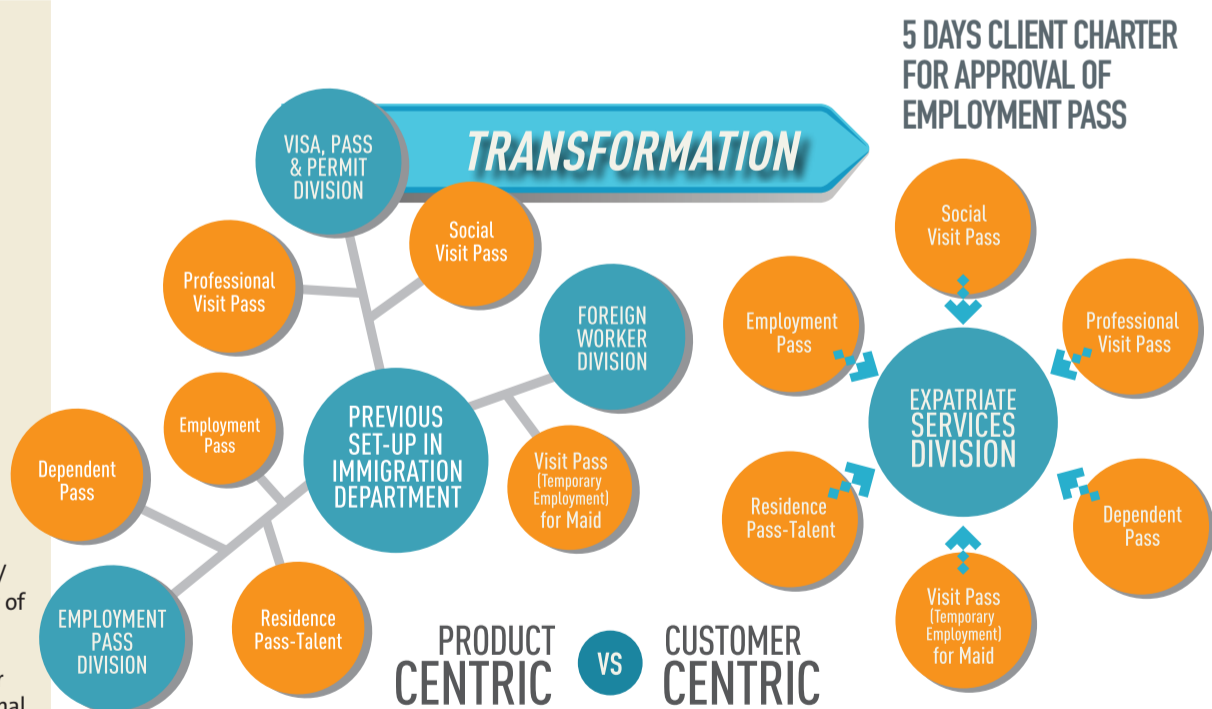 5 DAYS CLIENT CHARTER
FOR APPROVAL OF
EMPLOYMENT PASS
TRANSFORMATION
VISA, PASS
& PERMIT
DIVISION
Social
Visit Pass
Professional
Visit Pass
FOREIGN
WORKER
DIVISION
Employment
Pass
PREVIOUS
SET-UP IN
IMMIGRATION
DEPARTMENT
Dependent
Pass
Visit Pass
(Temporary
Employment)
for Maid
EMPLOYMENT
PASS
DIVISION
Residence
Pass-Talent
Social
Visit Pass
Employment
Pass
Professional
Visit Pass
EXPATRIATE
SERVICES
DIVISION
Residence
Pass-Talent
Dependent
Pass
Visit Pass
(Temporary
Employment)
for Maid
PRODUCT
CENTRIC
VS
CUSTOMER
CENTRIC
/
of